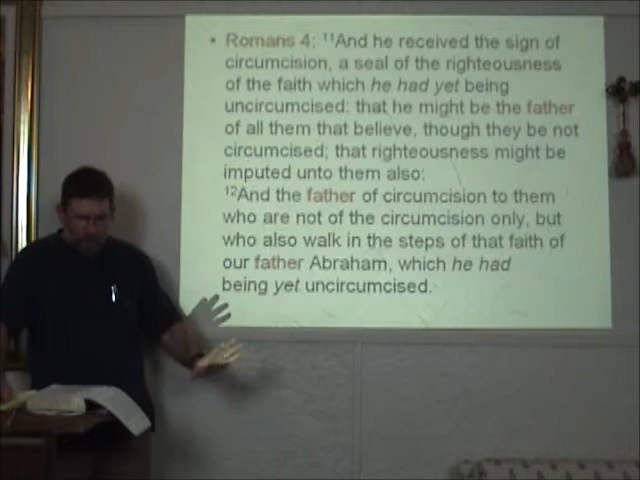 • Romans 4: ¹¹And he received the sign of
circumcision, a seal of the righteousness
of the faith which he had yet being
uncircumcised: that he might be the father
of all them that believe, though they be not
circumcised; that righteousness might be
imputed unto them also:
¹²And the father of circumcision to them
who are not of the circumcision only, but
who also walk in the steps of that faith of
our father Abraham, which he had
being yet uncircumcised.